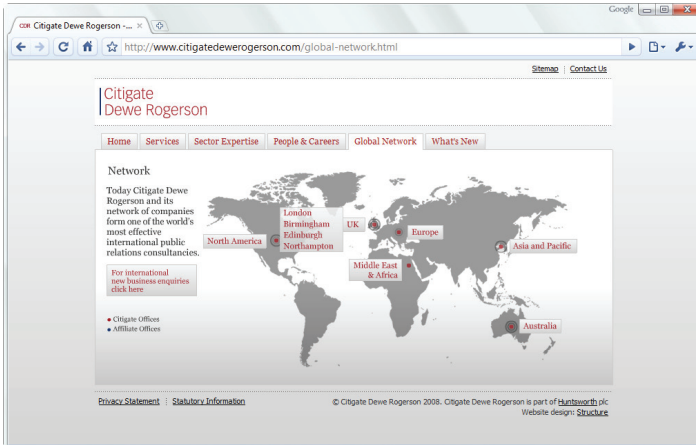 Google
CDR Citigate Dewe Rogerson -...
http://www.citigatedewerogerson.com/global-network.html
Sitemap | Contact Us
Citigate
Dewe Rogerson
Home Services Sector Expertise People & Careers Global Network What's New
Network
Today Citigate Dewe
Rogerson and its
network of companies
form one of the world's
most effective
international public
relations consultancies.
For international
new business enquiries
click here
• Citigate Offices
• Affiliate Offices
North America
London
Birmingham
Edinburgh
Northampton
UK
Europe
Middle East
& Africa
Asia and Pacific
Australia
Privacy Statement | Statutory Information
© Citigate Dewe Rogerson 2008. Citigate Dewe Rogerson is part of Huntsworth plc
Website design: Structure